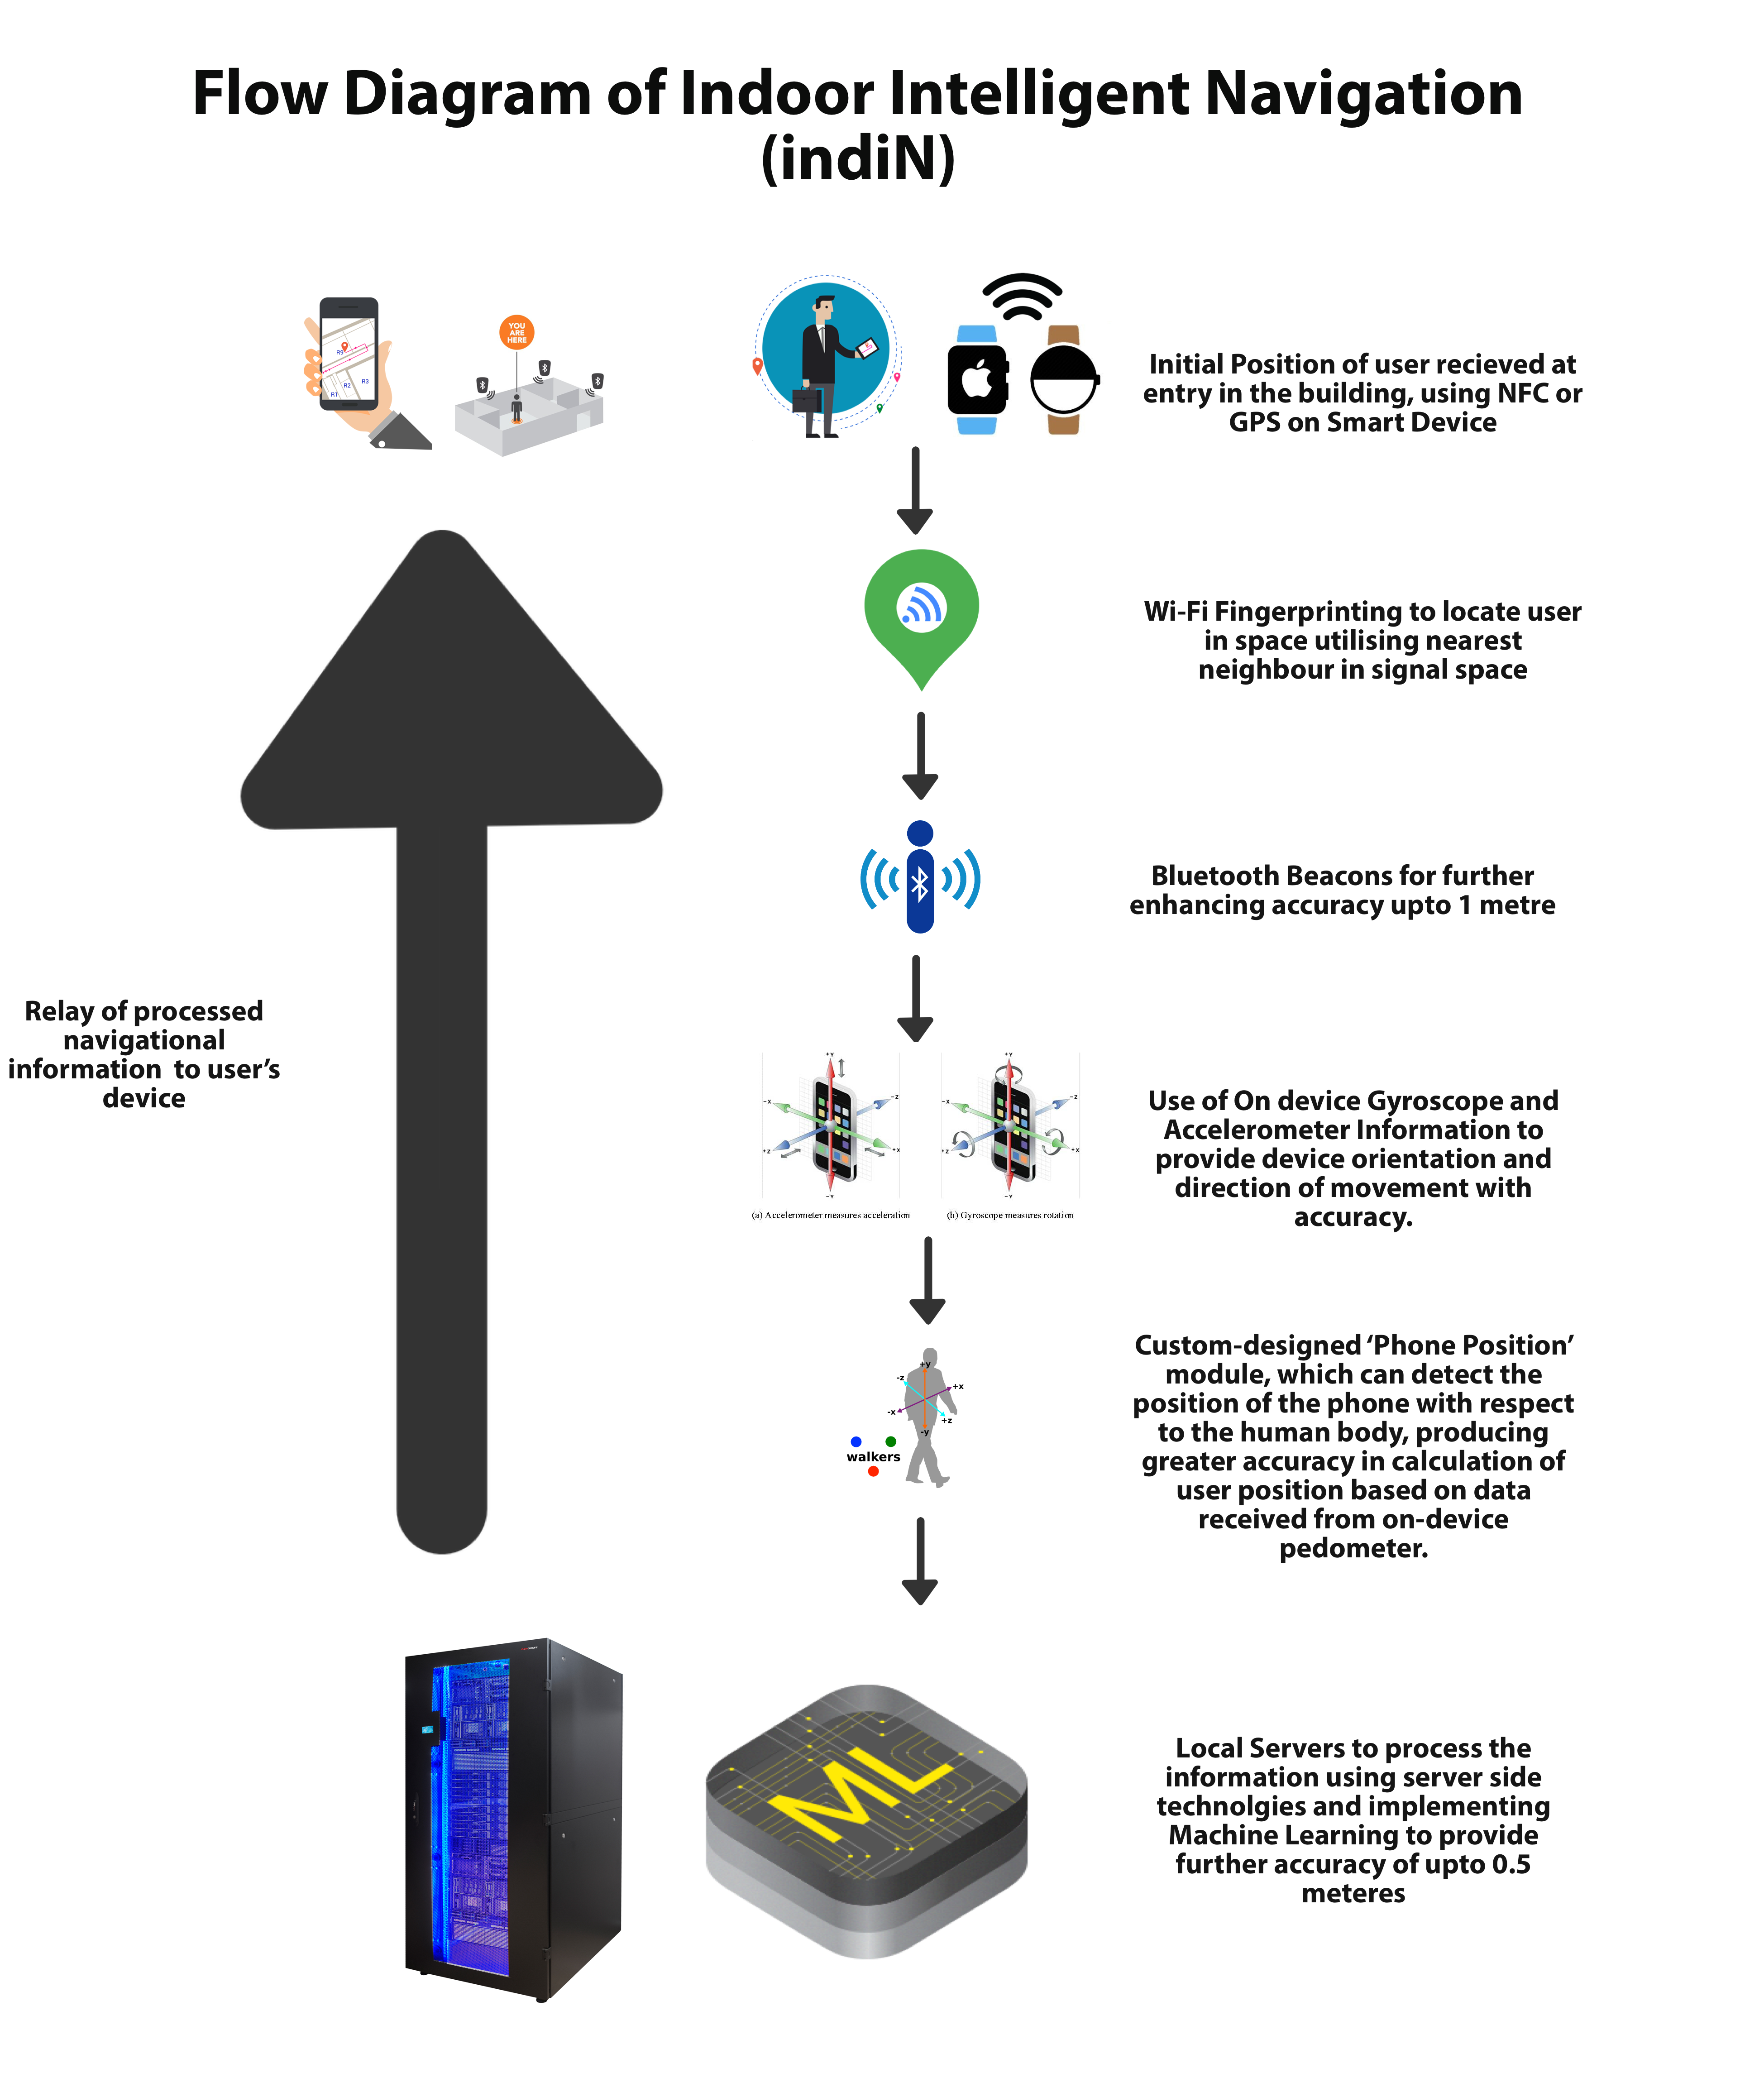 Flow Diagram of Indoor Intelligent Navigation
(indiN)
R9
R2
R3
R1
YOU
ARE
HERE
Initial Position of user recieved at
entry in the building, using NFC or
GPS on Smart Device
Wi-Fi Fingerprinting to locate user
in space utilising nearest
neighbour in signal space
Bluetooth Beacons for further
enhancing accuracy upto 1 metre
Relay of processed
navigational
information  to user’s
device
+Y
-X
-Z
+Z
+X
-Y
(a) Accelerometer measures acceleration
+Y
-X
-Z
+Z
+X
-Y
(b) Gyroscope measures rotation
Use of On device Gyroscope and
Accelerometer Information to
provide device orientation and
direction of movement with
accuracy.
+y
-z
+x
-x
+z
-y
walkers
Custom-designed ‘Phone Position’
module, which can detect the
position of the phone with respect
to the human body, producing
greater accuracy in calculation of
user position based on data
received from on-device
pedometer.
ML
Local Servers to process the
information using server side
technolgies and implementing
Machine Learning to provide
further accuracy of upto 0.5
meteres